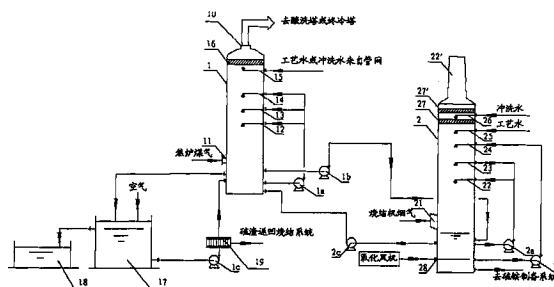 10
去酸洗塔或终冷塔
16
1
工艺水或冲洗水来自管网
15
14
13
12
11
焦炉煤气
空气
1b
1a
硫渣返回烧结系统
19
1c
18
17
22'
27'
27
2
冲洗水
26
工艺水
25
24
23
22
21
烧结机烟气
2c
2a
氧化风机
28
去硫铵制备系统